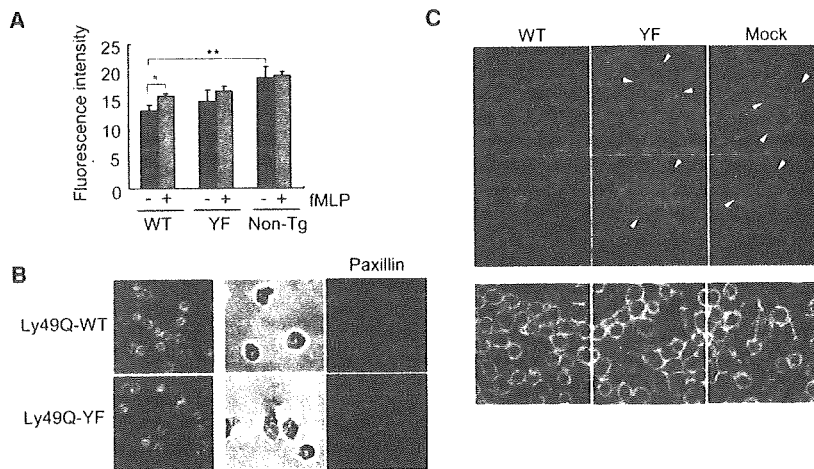 A
Fluorescence intensity
25
20
15
10
5
0
**
*
- + - + - + fMLP
WT YF Non-Tg
B
Paxillin
Ly49Q-WT
Ly49Q-YF
C
WT YF Mock